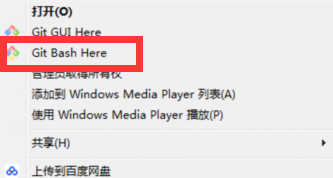 打开(O)
Git GUI Here
Git Bash Here
管理员取得所有权
添加到 Windows Media Player 列表(A)
使用 Windows Media Player 播放(P)
共享(H)
上传到百度网盘